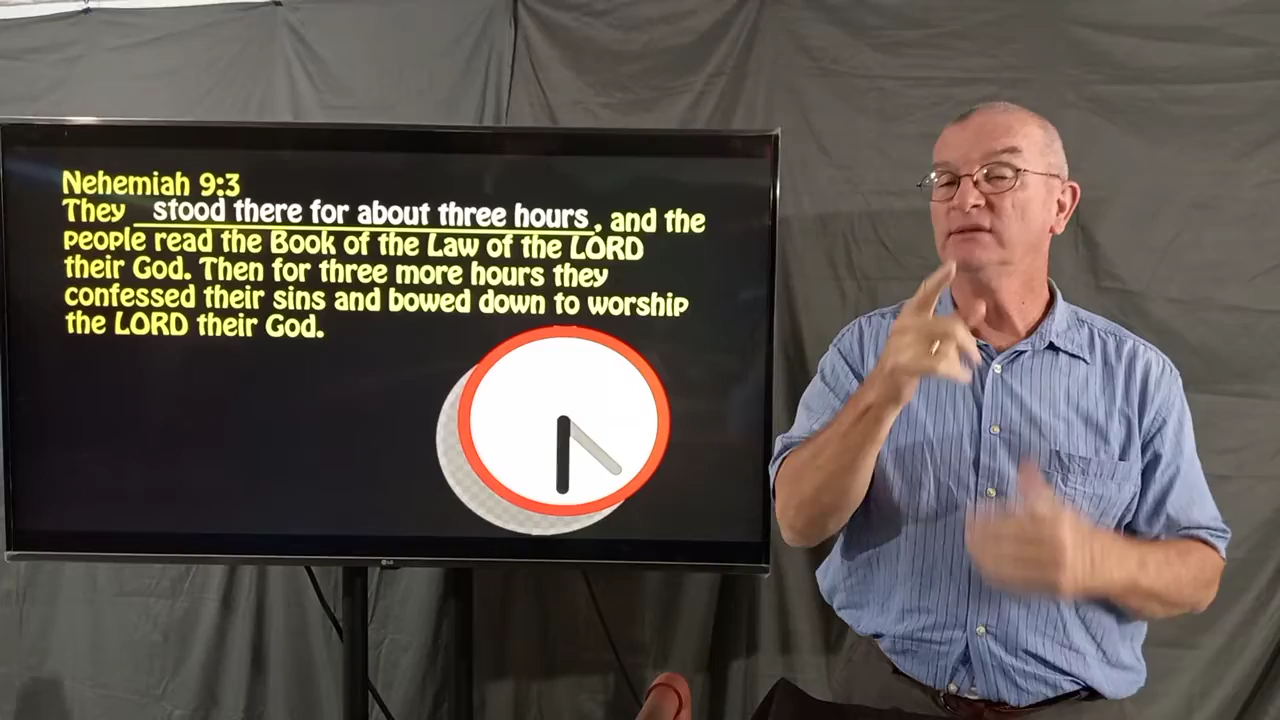 Nehemiah 9:3
They stood there for about three hours, and the
people read the Book of the Law of the LORD
their God. Then for three more hours they
confessed their sins and bowed down to worship
the LORD their God.
LG